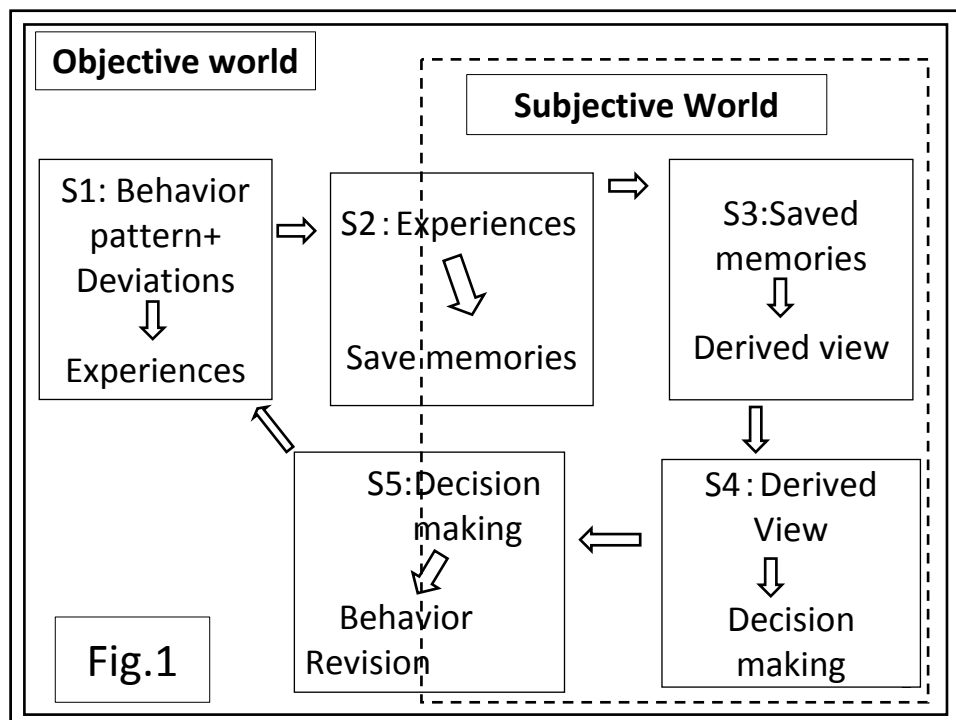 Objective world
Subjective World
S1: Behavior
pattern+
Deviations
Experiences
S2：Experiences
Save memories
S3:Saved
memories
Derived view
S4：Derived
View
Decision
making
S5:Decision
making
Behavior
Revision
Fig.1